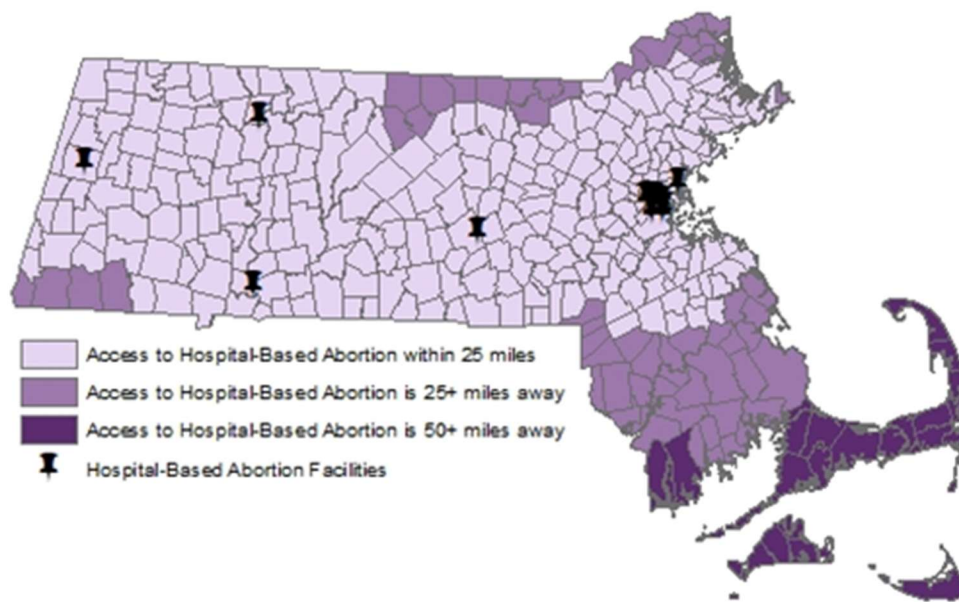 Access to Hospital-Based Abortion within 25 miles
Access to Hospital-Based Abortion is 25+ miles away
Access to Hospital-Based Abortion is 50+ miles away
Hospital-Based Abortion Facilities